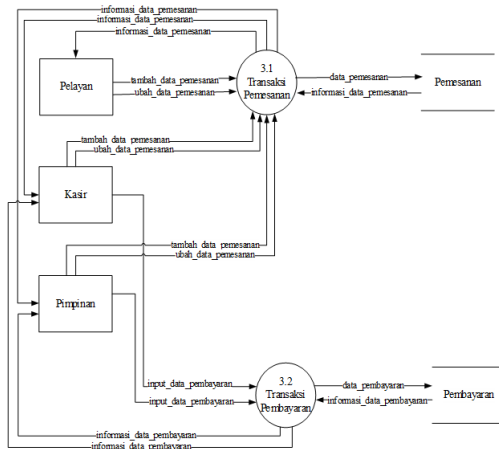 informasi_data_pemesanan
informasi_data_pemesanan
informasi_data_pemesanan
Pelayan
tambah_data_pemesanan
ubah_data_pemesanan
3.1
Transaksi
Pemesanan
data_pemesanan
informasi_data_pemesanan
Pemesanan
tambah_data_pemesanan
ubah_data_pemesanan
Kasir
tambah_data_pemesanan
ubah_data_pemesanan
Pimpinan
input_data_pembayaran
input_data_pembayaran
3.2
Transaksi
Pembayaran
data_pembayaran
informasi_data_pembayaran
Pembayaran
informasi_data_pembayaran
informasi_data_pembayaran